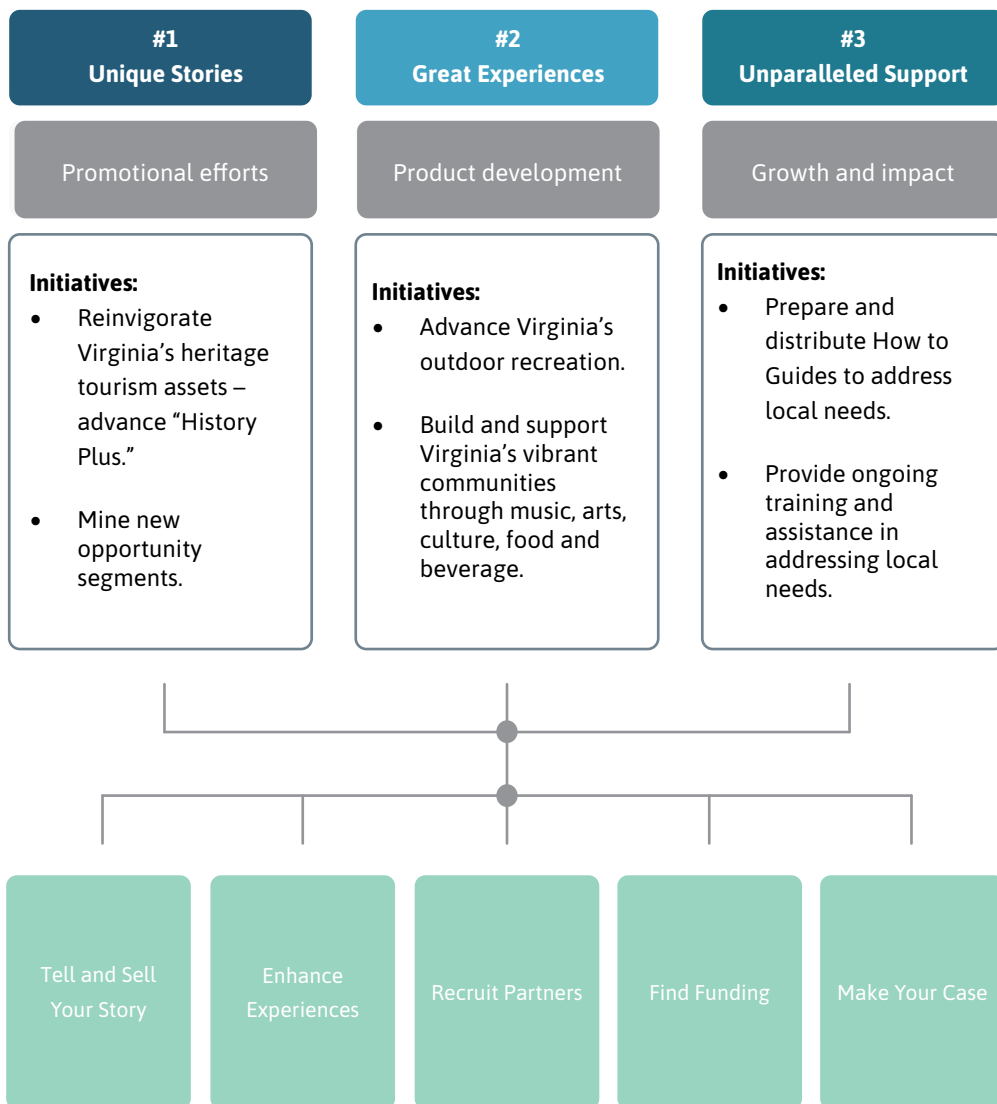 #1
Unique Stories
Promotional efforts
Initiatives:
• Reinvigorate
Virginia’s heritage
tourism assets –
advance “History
Plus.”
• Mine new
opportunity
segments.
#2
Great Experiences
Product development
Initiatives:
• Advance Virginia’s
outdoor recreation.
• Build and support
Virginia’s vibrant
communities
through music, arts,
culture, food and
beverage.
#3
Unparalleled Support
Growth and impact
Initiatives:
• Prepare and
distribute How to
Guides to address
local needs.
• Provide ongoing
training and
assistance in
addressing local
needs.
Tell and Sell
Your Story
Enhance
Experiences
Recruit Partners
Find Funding
Make Your Case